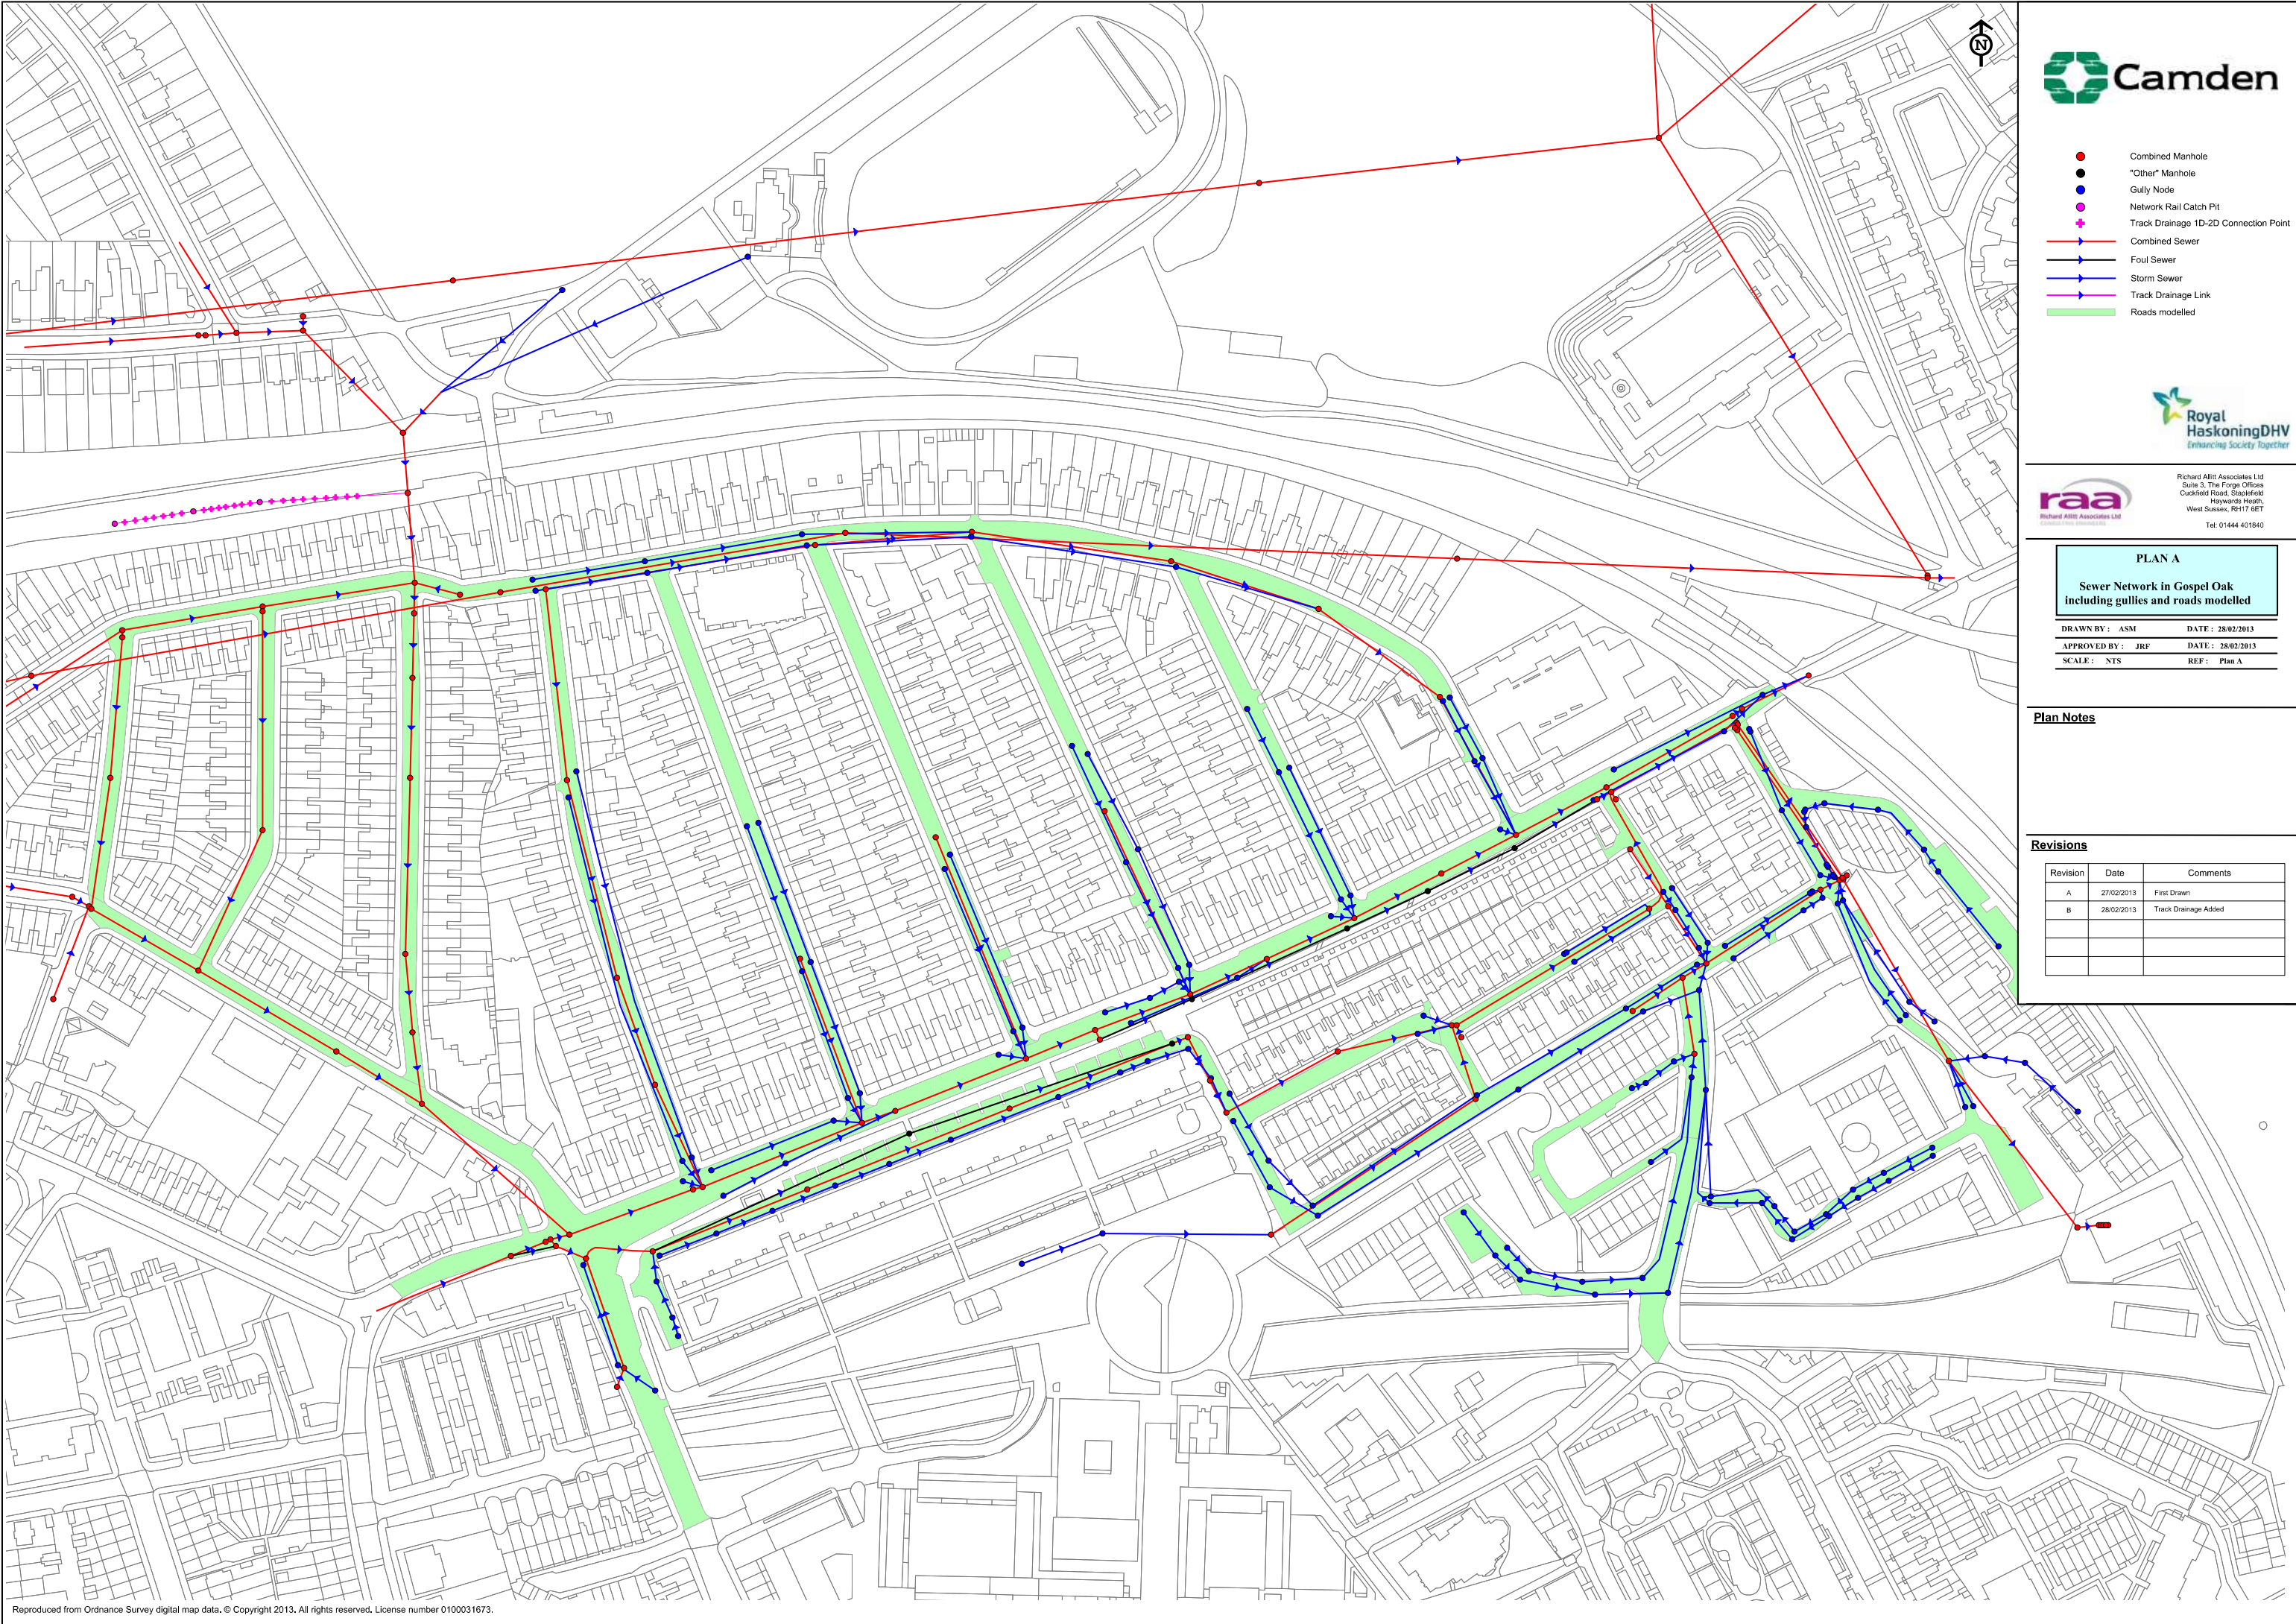 N
Camden
Combined Manhole
"Other" Manhole
Gully Node
Network Rail Catch Pit
Track Drainage 1D-2D Connection Point
Combined Sewer
Foul Sewer
Storm Sewer
Track Drainage Link
Roads modelled
Royal
HaskoningDHV
Enhancing Society Together
raa
Richard Allitt Associates Ltd
CONSULTING ENGINEERS
Richard Allitt Associates Ltd
Suite 3, The Forge Offices
Cuckfield Road, Staplefield
Haywards Heath,
West Sussex, RH17 6ET
Tel: 01444 401840
PLAN A
Sewer Network in Gospel Oak
including gullies and roads modelled
DRAWN BY : ASM DATE : 28/02/2013
APPROVED BY : JRF DATE : 28/02/2013
SCALE : NTS REF : Plan A
Plan Notes
Revisions
Revision Date Comments
A 27/02/2013 First Drawn
B 28/02/2013 Track Drainage Added
Reproduced from Ordnance Survey digital map data. © Copyright 2013. All rights reserved. License number 0100031673.